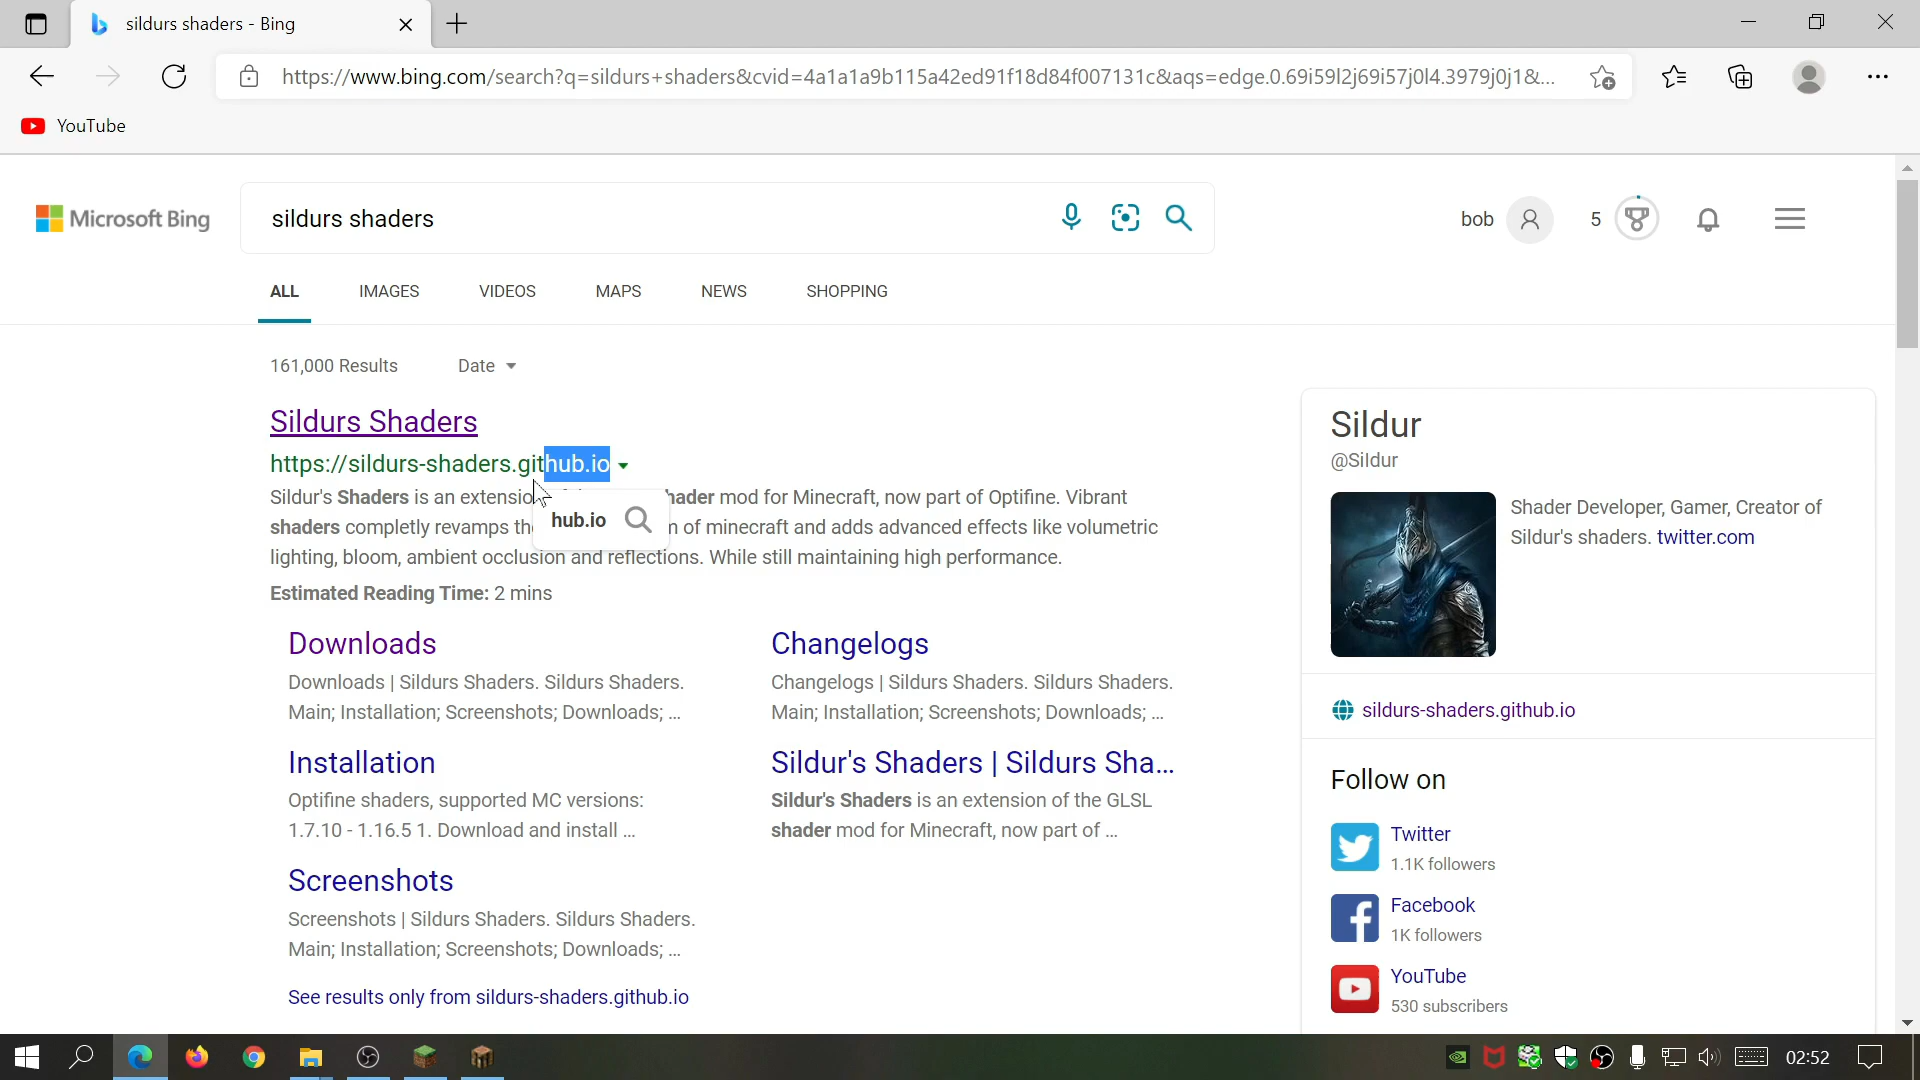 sildurs shaders - Bing
https://www.bing.com/search?q=sildurs+shaders&cvid=4a1a1a9b115a42ed91f18d84f007131c&aqs=edge.0.69i59l2j69i57j0l4.3979j0j1&...
YouTube
Microsoft Bing
sildurs shaders
bob
5
ALL IMAGES VIDEOS MAPS NEWS SHOPPING
161,000 Results Date
Sildurs Shaders
https://sildurs-shaders.github.io
Sildur's Shaders is an extensio hader mod for Minecraft, now part of Optifine. Vibrant
shaders completly revamps th m of minecraft and adds advanced effects like volumetric
hub.io
lighting, bloom, ambient occlusion and reflections. While still maintaining high performance.
Estimated Reading Time: 2 mins
Downloads
Downloads | Sildurs Shaders. Sildurs Shaders.
Main; Installation; Screenshots; Downloads; ...
Changelogs
Changelogs | Sildurs Shaders. Sildurs Shaders.
Main; Installation; Screenshots; Downloads; ...
Installation
Optifine shaders, supported MC versions:
1.7.10 - 1.16.5 1. Download and install ...
Sildur's Shaders | Sildurs Sha...
Sildur's Shaders is an extension of the GLSL
shader mod for Minecraft, now part of ...
Screenshots
Screenshots | Sildurs Shaders. Sildurs Shaders.
Main; Installation; Screenshots; Downloads; ...
See results only from sildurs-shaders.github.io
Sildur
@Sildur
Shader Developer, Gamer, Creator of
Sildur's shaders. twitter.com
sildurs-shaders.github.io
Follow on
Twitter
1.1K followers
Facebook
1K followers
YouTube
530 subscribers
02:52